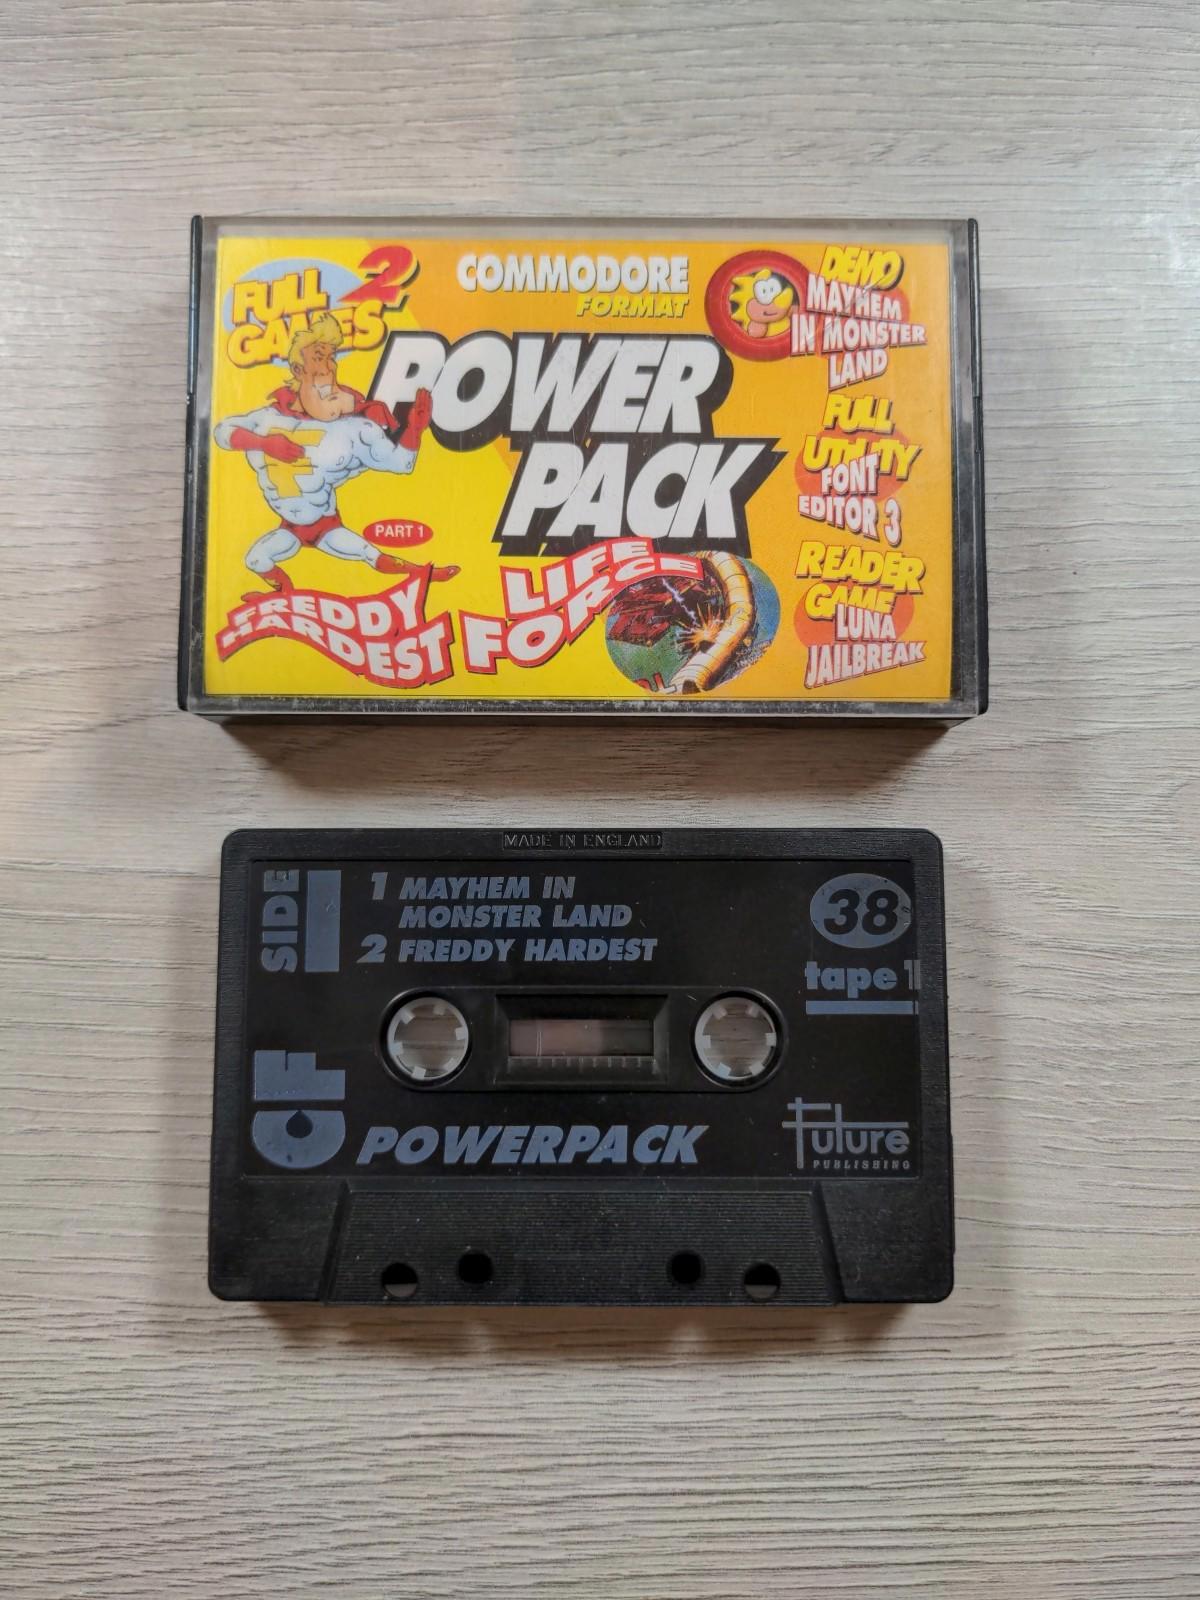 FULL 2
GAMES
COMMODORE
FORMAT
POWER
PACK
PART 1
FREDDY
HARDEST
LIFE
FORCE
DEMO
MAYHEM
IN MONSTER
LAND
FULL
UTILITY
FONT
EDITOR 3
READER
GAME
LUNA
JAILBREAK
MADE IN ENGLAND
SIDE 1
1 MAYHEM IN
MONSTER LAND
2 FREDDY HARDEST
38
tape 1
CF
POWERPACK
Future
PUBLISHING